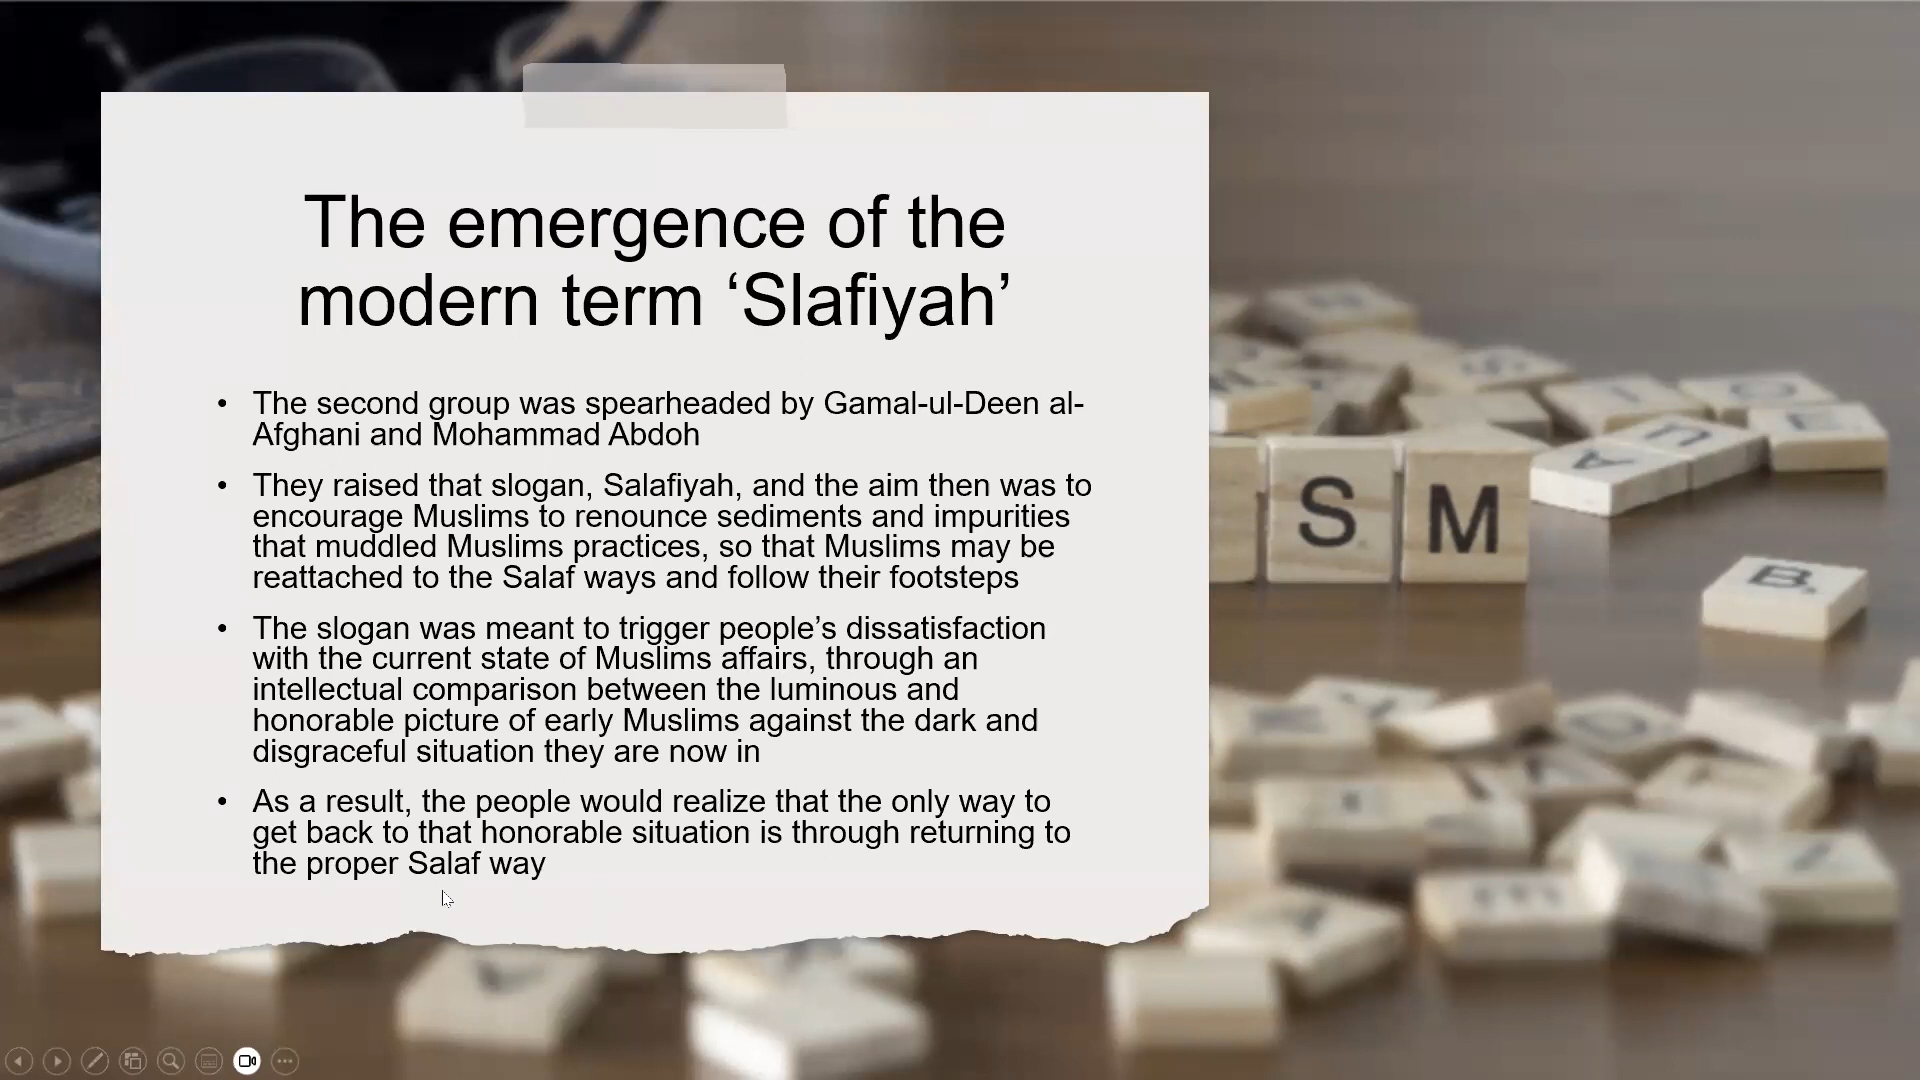 The emergence of the
modern term ‘Slafiyah’
• The second group was spearheaded by Gamal-ul-Deen al-
Afghani and Mohammad Abdoh
• They raised that slogan, Salafiyah, and the aim then was to
encourage Muslims to renounce sediments and impurities
that muddled Muslims practices, so that Muslims may be
reattached to the Salaf ways and follow their footsteps
• The slogan was meant to trigger people’s dissatisfaction
with the current state of Muslims affairs, through an
intellectual comparison between the luminous and
honorable picture of early Muslims against the dark and
disgraceful situation they are now in
• As a result, the people would realize that the only way to
get back to that honorable situation is through returning to
the proper Salaf way
S M
B